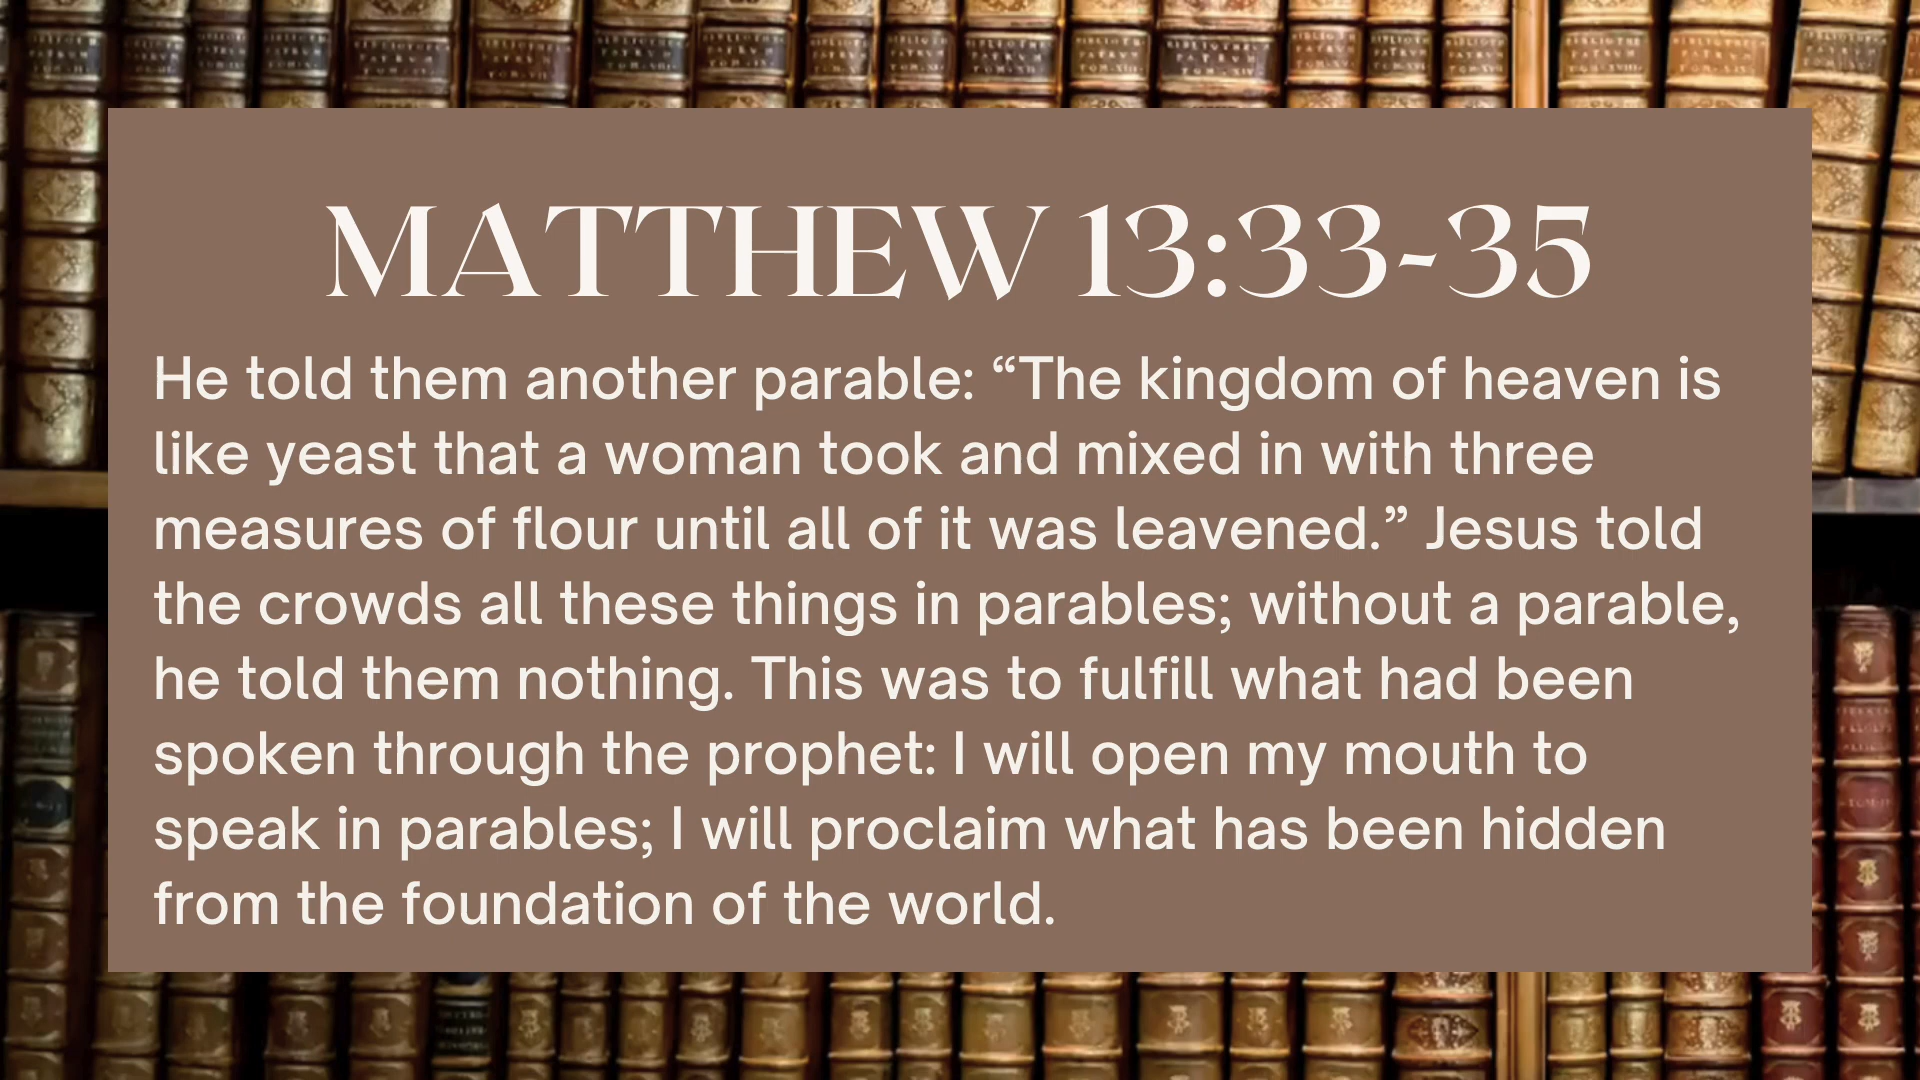 MATTHEW 13:33-35
He told them another parable: “The kingdom of heaven is
like yeast that a woman took and mixed in with three
measures of flour until all of it was leavened.” Jesus told
the crowds all these things in parables; without a parable,
he told them nothing. This was to fulfill what had been
spoken through the prophet: I will open my mouth to
speak in parables; I will proclaim what has been hidden
from the foundation of the world.